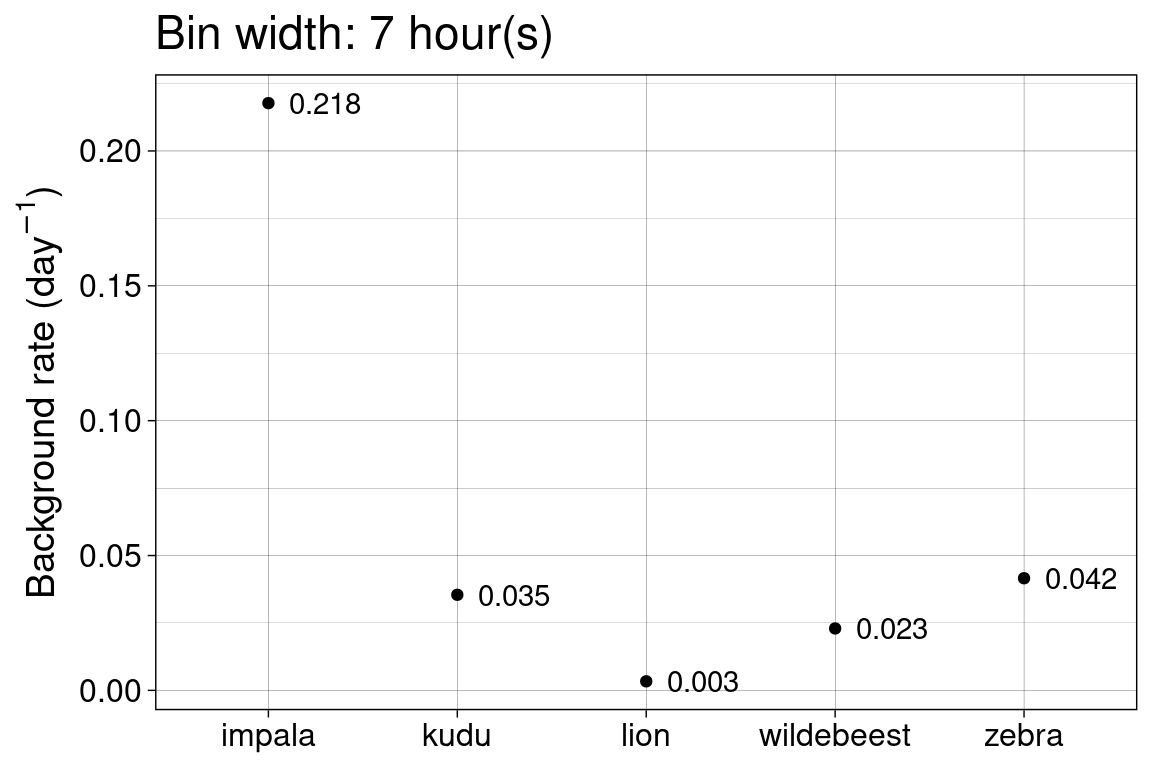 Bin width: 7 hour(s)
Background rate (day⁻¹)
0.20
0.15
0.10
0.05
0.00
0.218
0.035
0.003
0.023
0.042
impala
kudu
lion
wildebeest
zebra